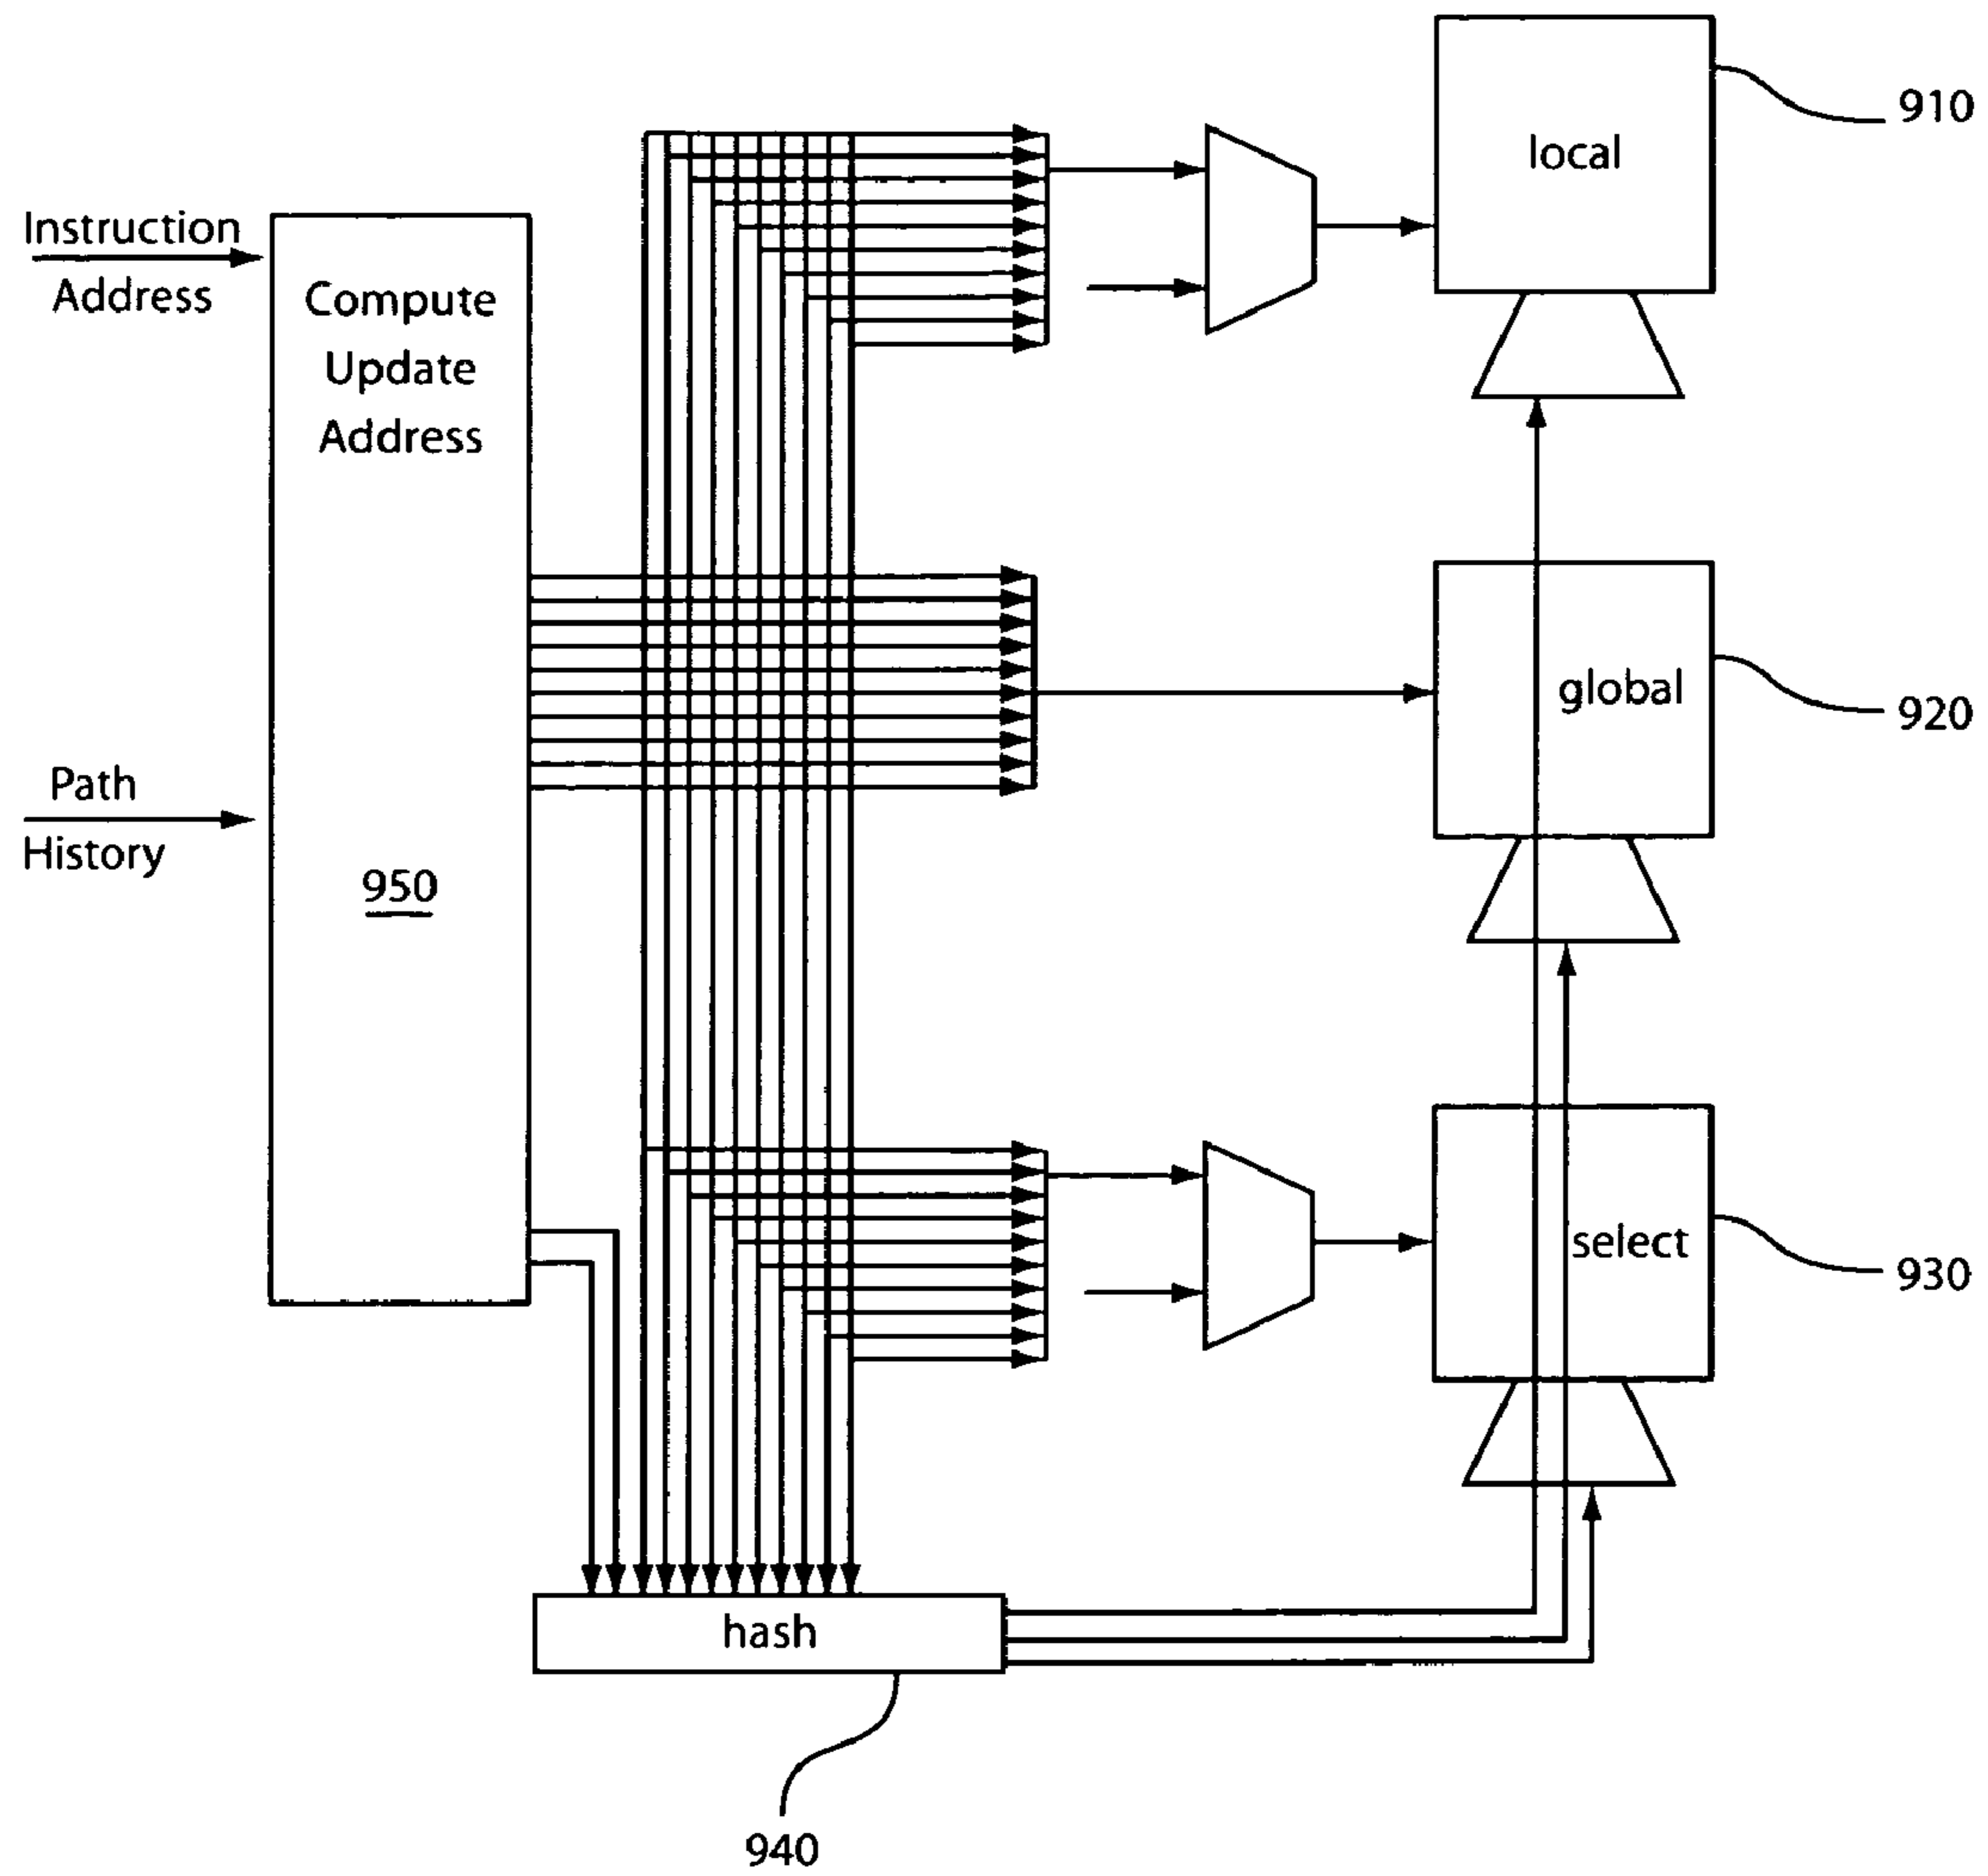 local
910
Instruction
Address
Compute
Update
Address
global
920
Path
History
950
select
930
hash
940